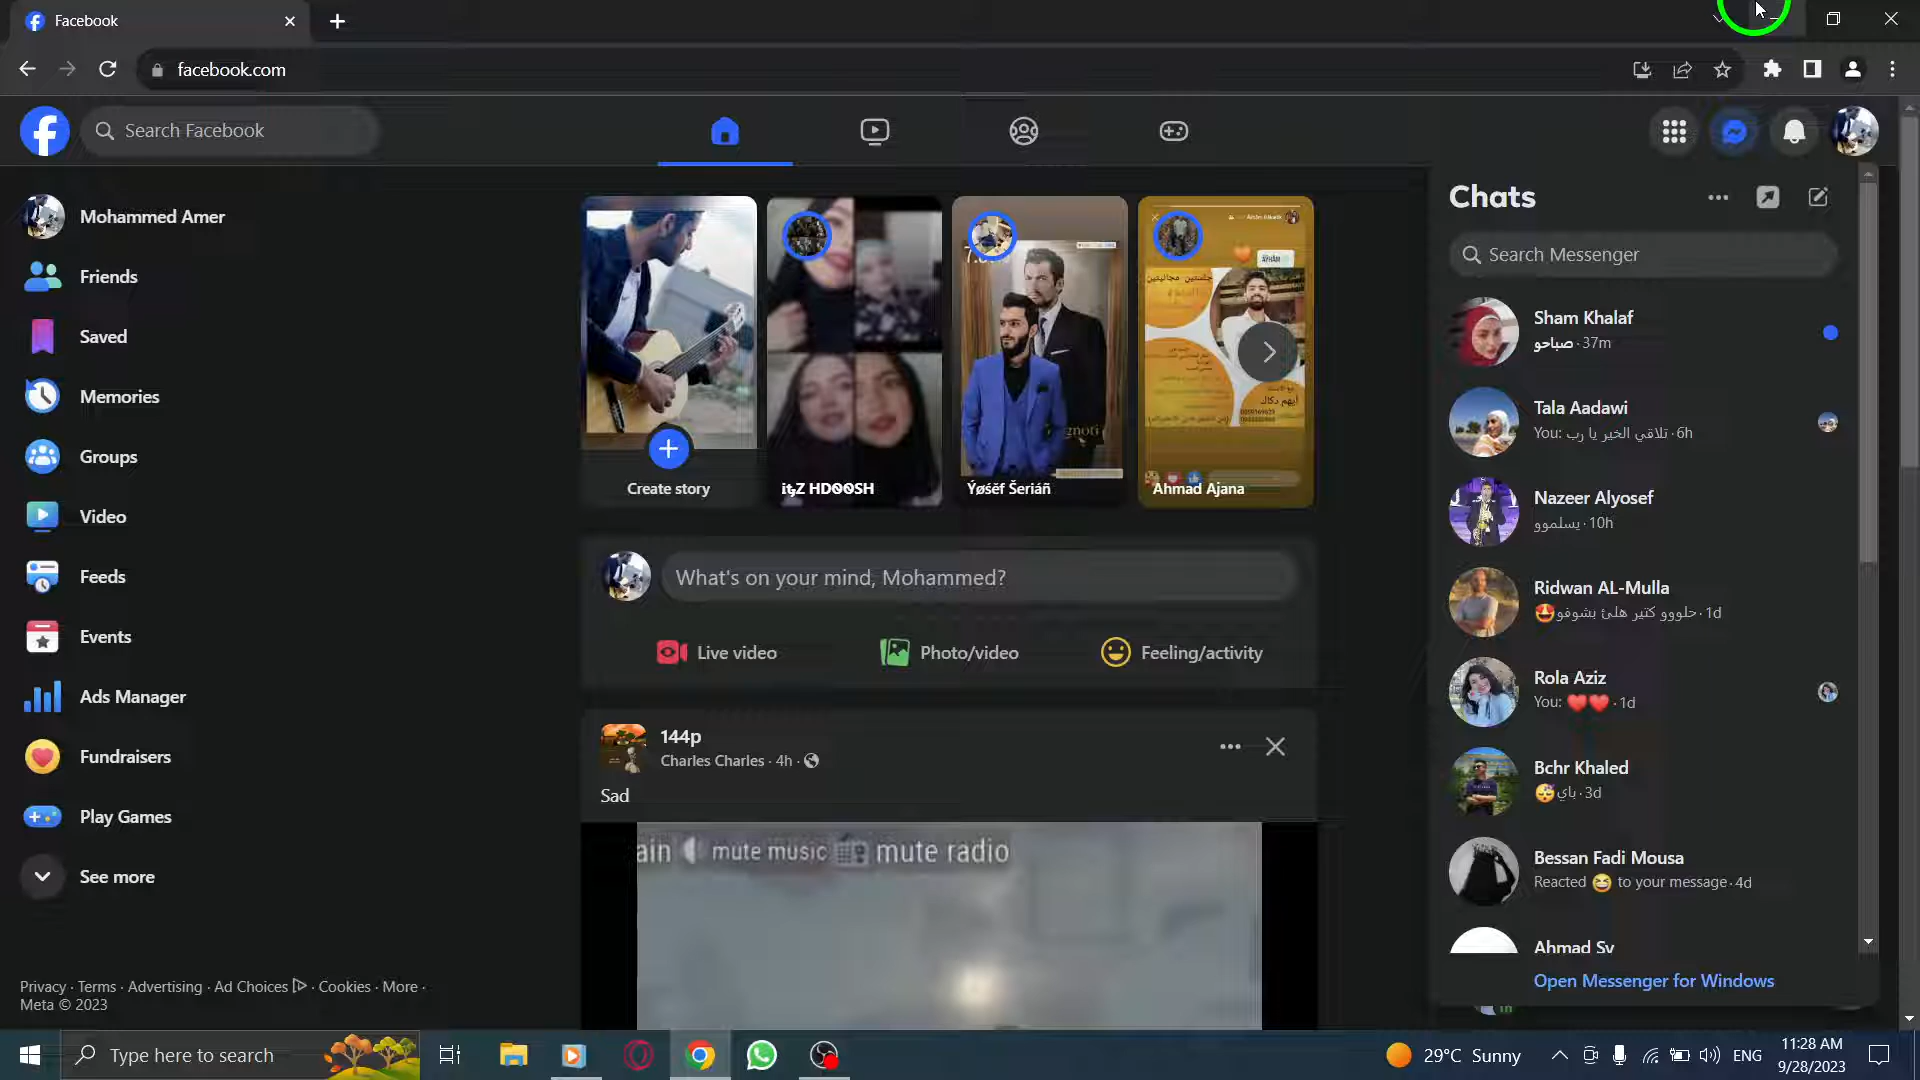 Facebook
facebook.com
Search Facebook
Mohammed Amer
Friends
Saved
Memories
Groups
Video
Feeds
Events
Ads Manager
Fundraisers
Play Games
See more
Privacy · Terms · Advertising · Ad Choices · Cookies · More ·
Meta © 2023
Create story
Ýøśëf Šeriáñ
Ahmad Ajana
What's on your mind, Mohammed?
Live video
Photo/video
Feeling/activity
144p
Charles Charles · 4h ·
Sad
ain mute music mute radio
Chats
Search Messenger
Sham Khalaf
صباحو · 37m
Tala Aadawi
You: تلاقي الخير يا رب · 6h
Nazeer Alyosef
يسلموو · 10h
Ridwan AL-Mulla
حلووو كتير هلئ بشوفو🤩 · 1d
Rola Aziz
You: ❤️❤️ · 1d
Bchr Khaled
باي😴 · 3d
Bessan Fadi Mousa
Reacted 😆 to your message · 4d
Ahmad Sy
Open Messenger for Windows
Type here to search
29°C Sunny
ENG
11:28 AM
9/28/2023